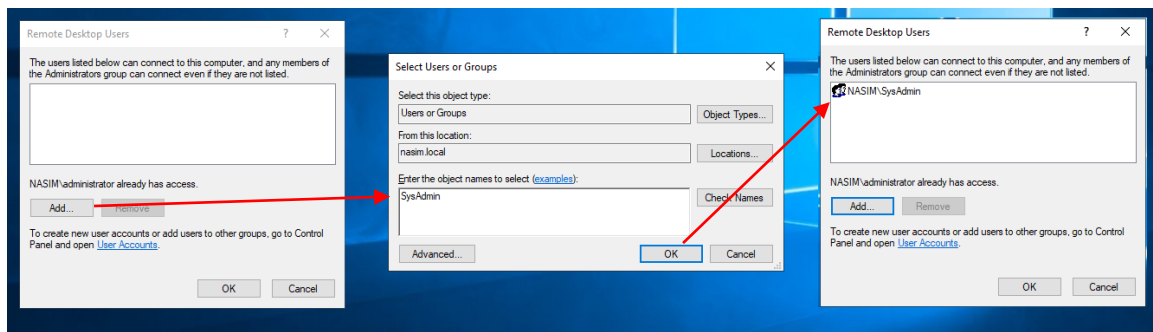 Remote Desktop Users
The users listed below can connect to this computer, and any members of
the Administrators group can connect even if they are not listed.
NASIM\administrator already has access.
Add...
Remove
To create new user accounts or add users to other groups, go to Control
Panel and open User Accounts.
OK
Cancel
Select Users or Groups
Select this object type:
Users or Groups
Object Types...
From this location:
nasim.local
Locations...
Enter the object names to select (examples):
SysAdmin
Check Names
Advanced...
OK
Cancel
Remote Desktop Users
The users listed below can connect to this computer, and any members of
the Administrators group can connect even if they are not listed.
NASIM\SysAdmin
NASIM\administrator already has access.
Add...
Remove
To create new user accounts or add users to other groups, go to Control
Panel and open User Accounts.
OK
Cancel